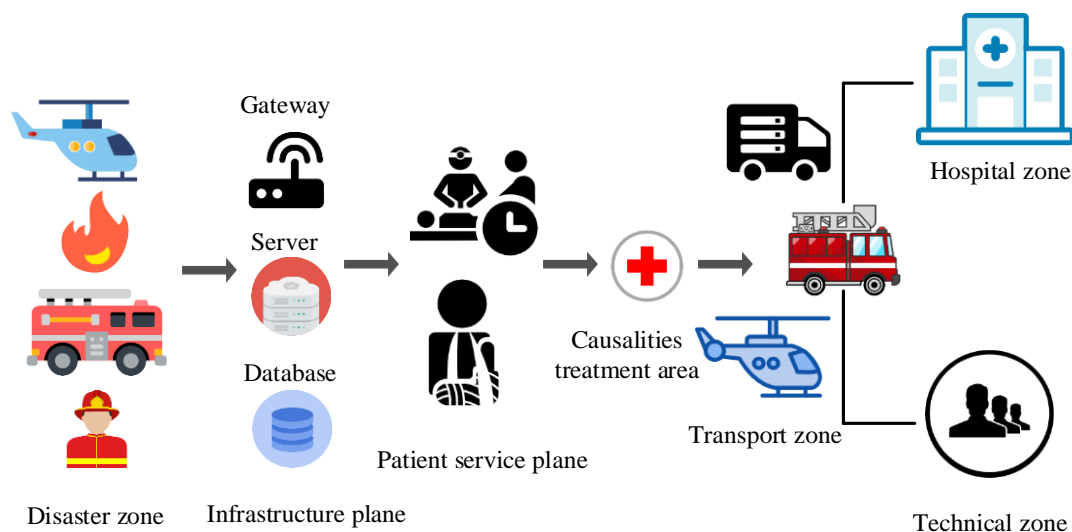 Gateway
Server
Database
Hospital zone
Causalities
treatment area
Transport zone
Patient service plane
Disaster zone
Infrastructure plane
Technical zone